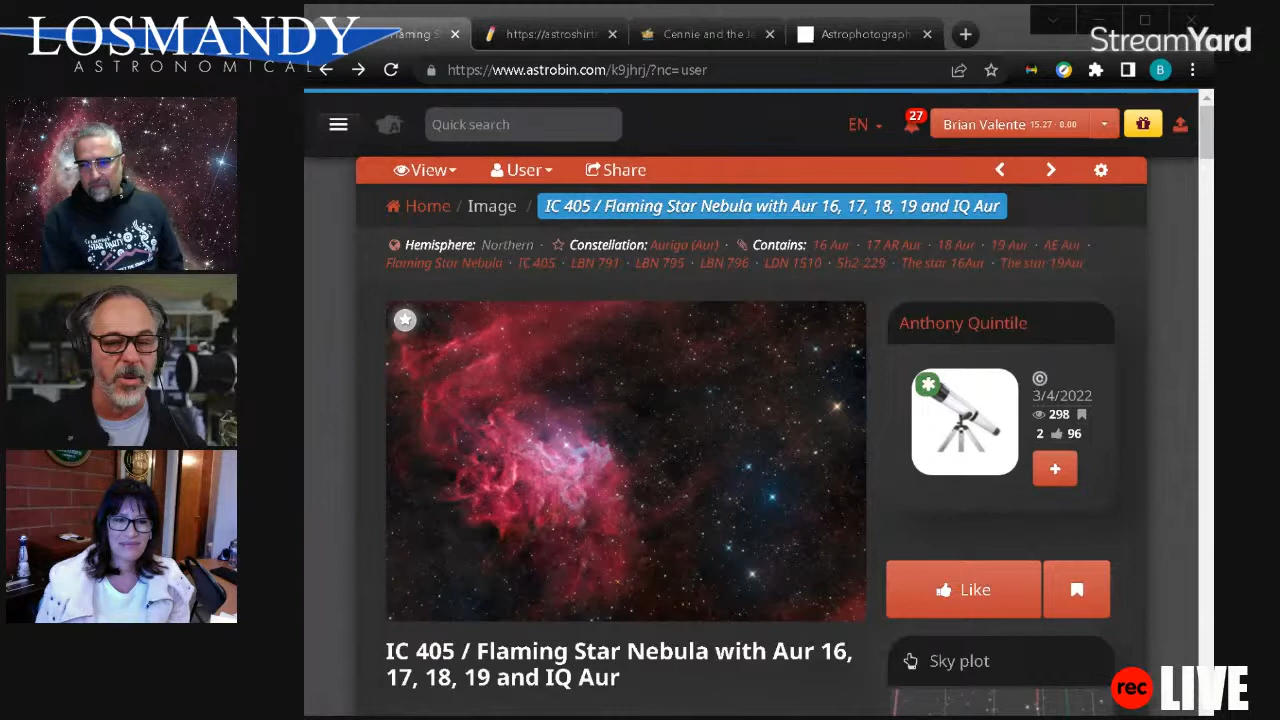 LOSMANDY
ASTRONOMICAL
StreamYard
https://astroshirt
Cennie and the J
Astrophotograph
https://www.astrobin.com/k9jhrj/?nc=user
B
Quick search
EN
27
Brian Valente 15.27 · 0.00
View
User
Share
Home / Image / IC 405 / Flaming Star Nebula with Aur 16, 17, 18, 19 and IQ Aur
Hemisphere: Northern · Constellation: Auriga (Aur) · Contains: 16 Aur · 17 AR Aur · 18 Aur · 19 Aur · AE Aur ·
Flaming Star Nebula · IC 405 · LBN 791 · LBN 795 · LBN 796 · LDN 1510 · Sh2-229 · The star 16Aur · The star 19Aur
Anthony Quintile
3/4/2022
298
2 96
Like
IC 405 / Flaming Star Nebula with Aur 16,
17, 18, 19 and IQ Aur
Sky plot
rec LIVE